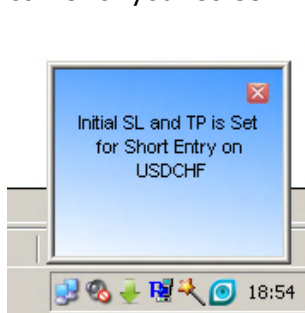 Initial SL and TP is Set
for Short Entry on
USDCHF
18:54